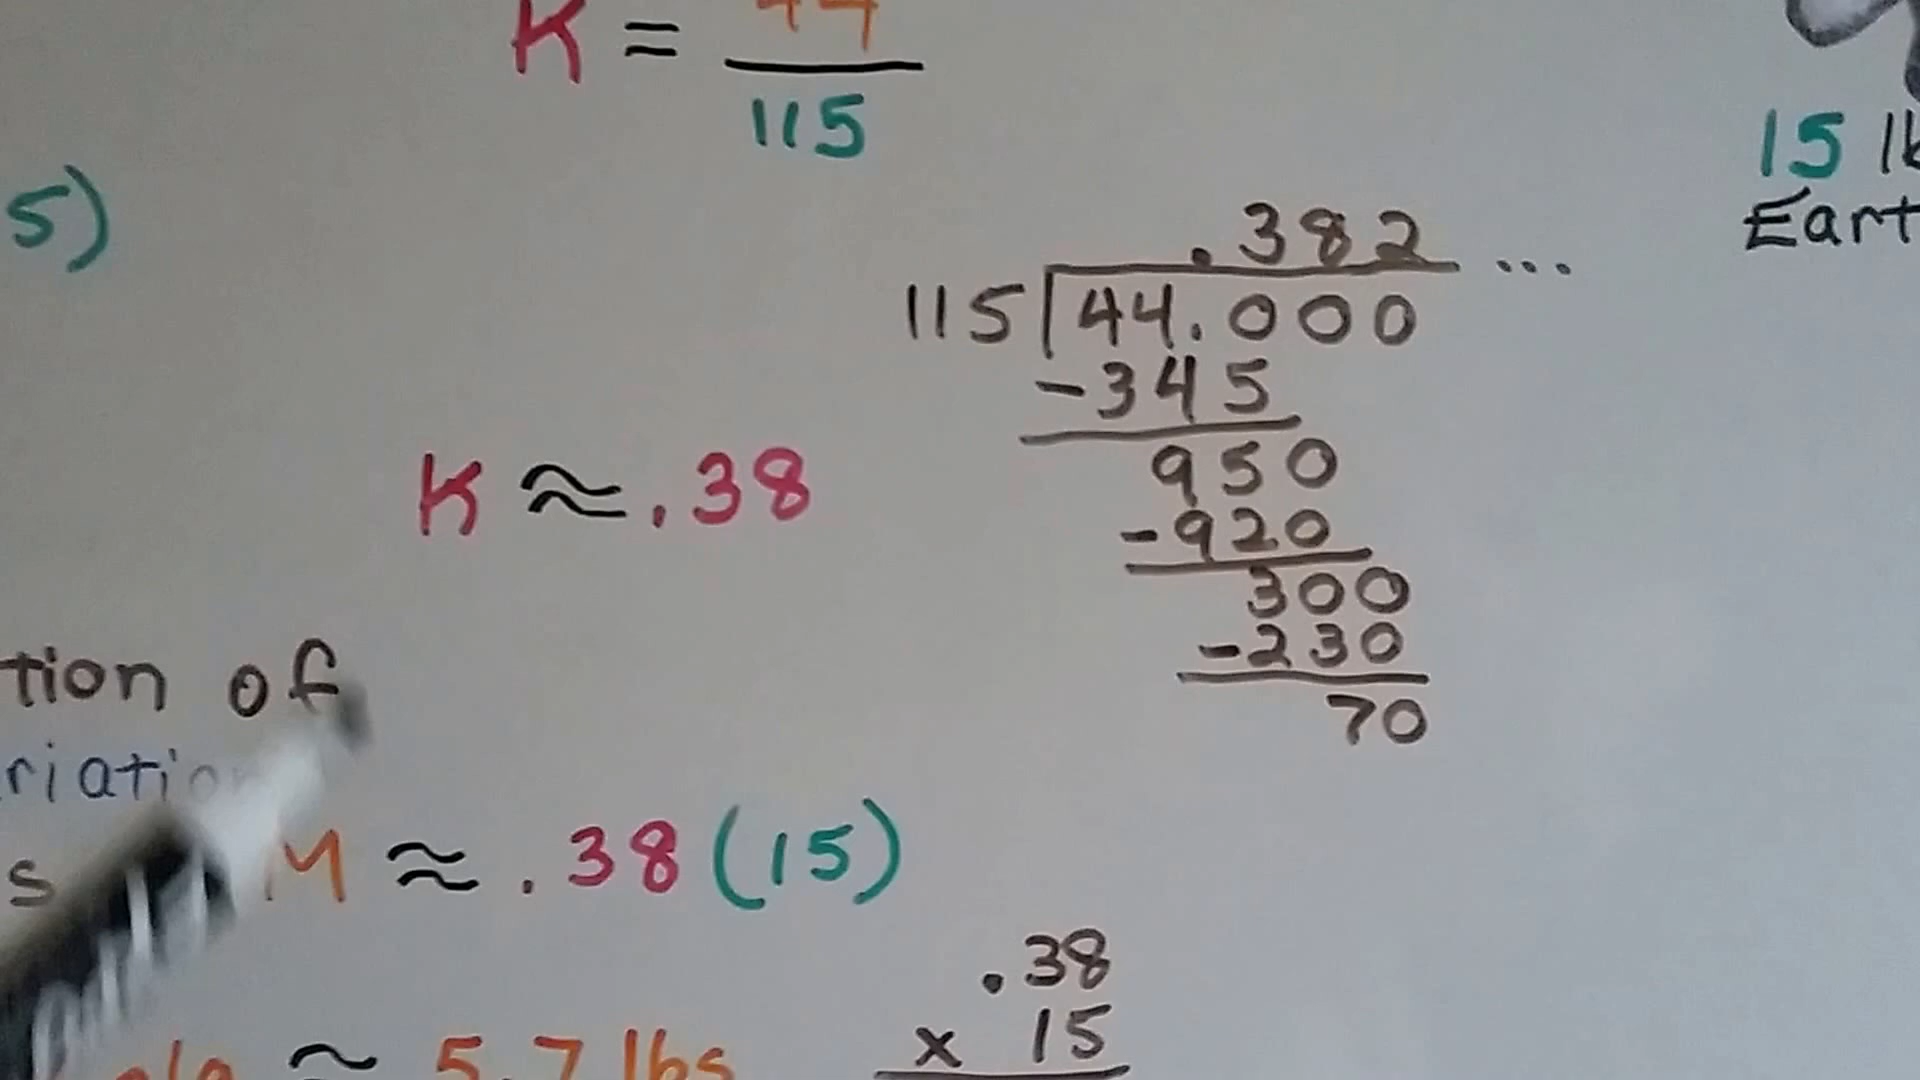 K = 44
115
15 lb
5)
Eart
.382 ...
115 44.000
-345
950
K ≈ .38
-920
300
-230
tion of
70
riation
s M ≈ .38 (15)
.38
x 15
≈ 5.7 lbs